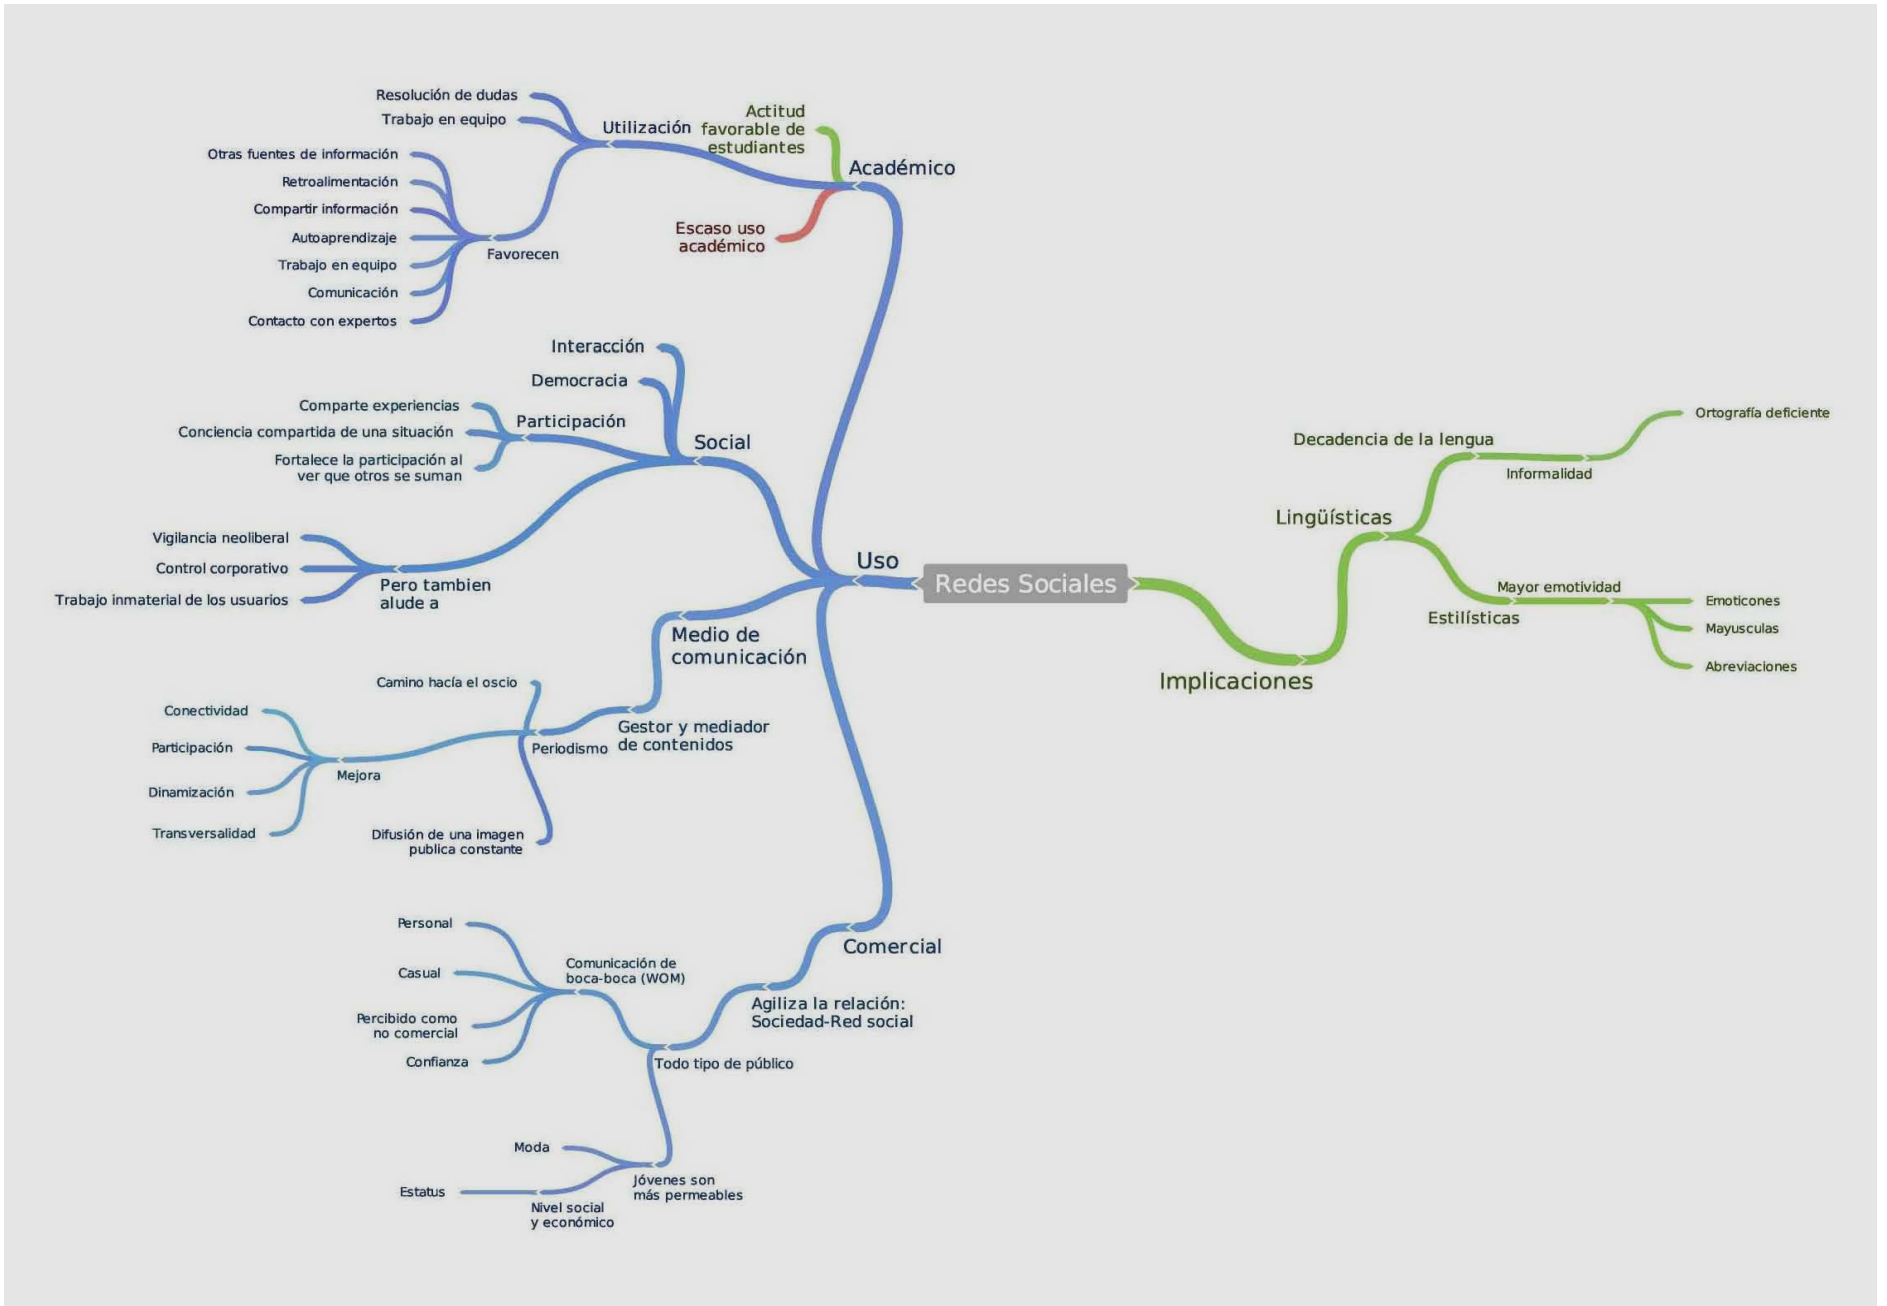 Resolución de dudas
Trabajo en equipo
Utilización
Otras fuentes de información
Retroalimentación
Compartir información
Autoaprendizaje
Trabajo en equipo
Comunicación
Contacto con expertos
Favorecen
Actitud
favorable de
estudiantes
Académico
Escaso uso
académico
Interacción
Democracia
Comparte experiencias
Participación
Conciencia compartida de una situación
Fortalece la participación al
ver que otros se suman
Social
Vigilancia neoliberal
Control corporativo
Trabajo inmaterial de los usuarios
Pero tambien
alude a
Uso
Redes Sociales
Medio de
comunicación
Camino hacía el oscio
Gestor y mediador
de contenidos
Periodismo
Conectividad
Participación
Mejora
Dinamización
Transversalidad
Difusión de una imagen
publica constante
Comercial
Personal
Casual
Comunicación de
boca-boca (WOM)
Percibido como
no comercial
Confianza
Agiliza la relación:
Sociedad-Red social
Todo tipo de público
Moda
Estatus
Nivel social
y económico
Jóvenes son
más permeables
Implicaciones
Lingüísticas
Decadencia de la lengua
Informalidad
Ortografía deficiente
Estilísticas
Mayor emotividad
Emoticones
Mayusculas
Abreviaciones